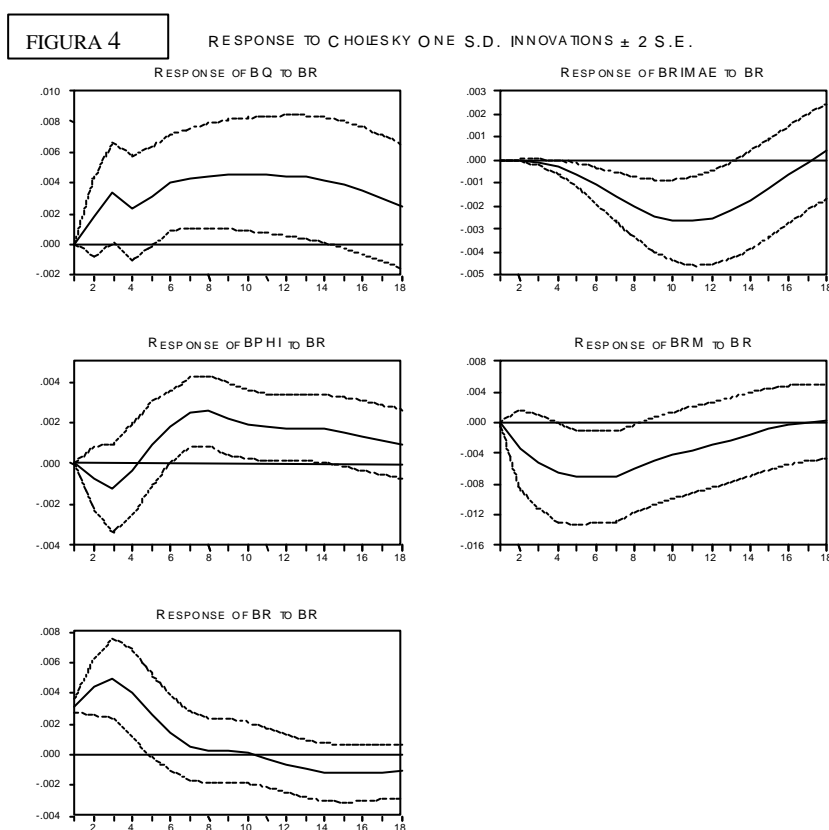 FIGURA 4
RESPONSE TO CHOLESKY ONE S.D. INNOVATIONS ± 2 S.E.
RESPONSE OF BQ TO BR
.010
.008
.006
.004
.002
.000
-.002
2 4 6 8 10 12 14 16 18
RESPONSE OF BRIMAE TO BR
.003
.002
.001
.000
-.001
-.002
-.003
-.004
-.005
2 4 6 8 10 12 14 16 18
RESPONSE OF BPHI TO BR
.004
.002
.000
-.002
-.004
2 4 6 8 10 12 14 16 18
RESPONSE OF BRM TO BR
.008
.004
.000
-.004
-.008
-.012
-.016
2 4 6 8 10 12 14 16 18
RESPONSE OF BR TO BR
.008
.006
.004
.002
.000
-.002
-.004
2 4 6 8 10 12 14 16 18